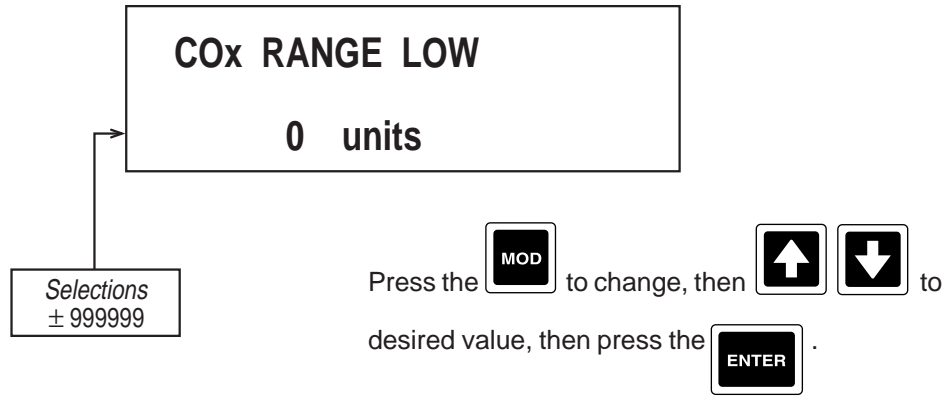 COx RANGE LOW
0 units
Selections
± 999999
Press the MOD to change, then to
desired value, then press the ENTER .